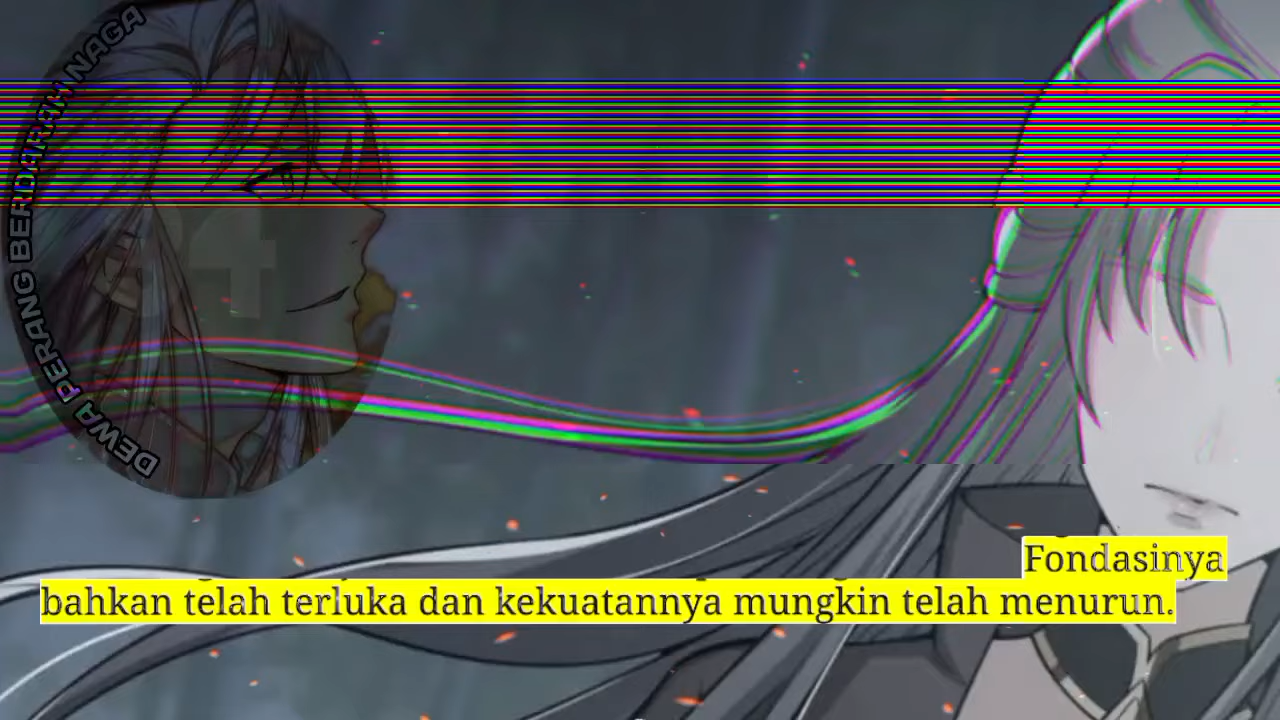 DEWA PERANG BERDARAH NAGA
Fondasinya
bahkan telah terluka dan kekuatannya mungkin telah menurun.